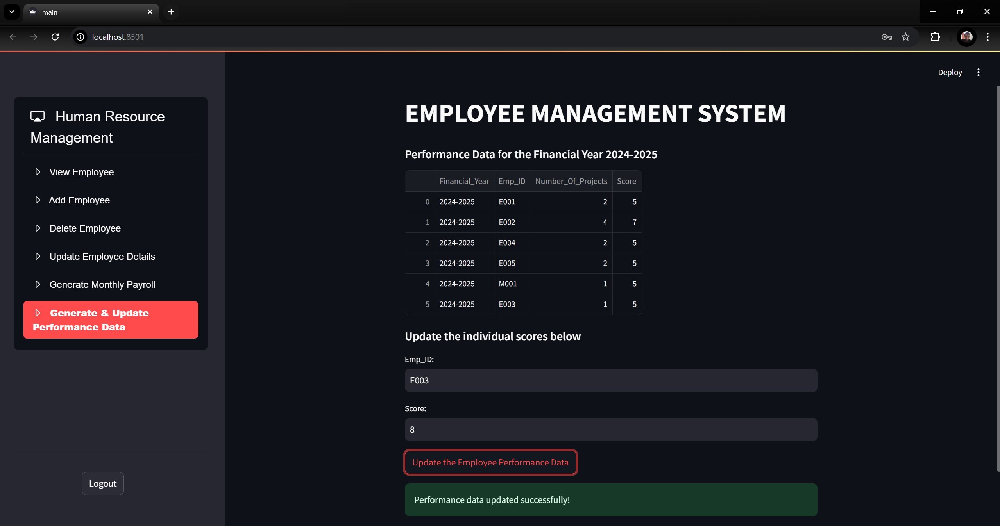 main
localhost:8501
Deploy
Human Resource
Management
View Employee
Add Employee
Delete Employee
Update Employee Details
Generate Monthly Payroll
Generate & Update
Performance Data
Logout
EMPLOYEE MANAGEMENT SYSTEM
Performance Data for the Financial Year 2024-2025
Financial_Year Emp_ID Number_Of_Projects Score
0 2024-2025 E001 2 5
1 2024-2025 E002 4 7
2 2024-2025 E004 2 5
3 2024-2025 E005 2 5
4 2024-2025 M001 1 5
5 2024-2025 E003 1 5
Update the individual scores below
Emp_ID:
E003
Score:
8
Update the Employee Performance Data
Performance data updated successfully!